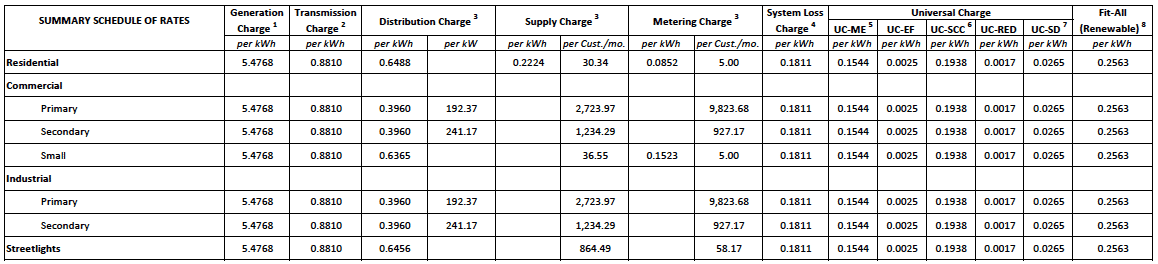 SUMMARY SCHEDULE OF RATES Generation Charge 1 Transmission Charge 2 Distribution Charge 3 Supply Charge 3 Metering Charge 3 System Loss Charge 4 Universal Charge Fit-All (Renewable) 8
UC-ME 5 UC-EF UC-SCC 6 UC-RED UC-SD 7
per kWh per kWh per kWh per kW per kWh per Cust./mo. per kWh per Cust./mo. per kWh per kWh per kWh per kWh per kWh per kWh per kWh
Residential 5.4768 0.8810 0.6488 0.2224 30.34 0.0852 5.00 0.1811 0.1544 0.0025 0.1938 0.0017 0.0265 0.2563
Commercial
Primary 5.4768 0.8810 0.3960 192.37 2,723.97 9,823.68 0.1811 0.1544 0.0025 0.1938 0.0017 0.0265 0.2563
Secondary 5.4768 0.8810 0.3960 241.17 1,234.29 927.17 0.1811 0.1544 0.0025 0.1938 0.0017 0.0265 0.2563
Small 5.4768 0.8810 0.6365 36.55 0.1523 5.00 0.1811 0.1544 0.0025 0.1938 0.0017 0.0265 0.2563
Industrial
Primary 5.4768 0.8810 0.3960 192.37 2,723.97 9,823.68 0.1811 0.1544 0.0025 0.1938 0.0017 0.0265 0.2563
Secondary 5.4768 0.8810 0.3960 241.17 1,234.29 927.17 0.1811 0.1544 0.0025 0.1938 0.0017 0.0265 0.2563
Streetlights 5.4768 0.8810 0.6456 864.49 58.17 0.1811 0.1544 0.0025 0.1938 0.0017 0.0265 0.2563